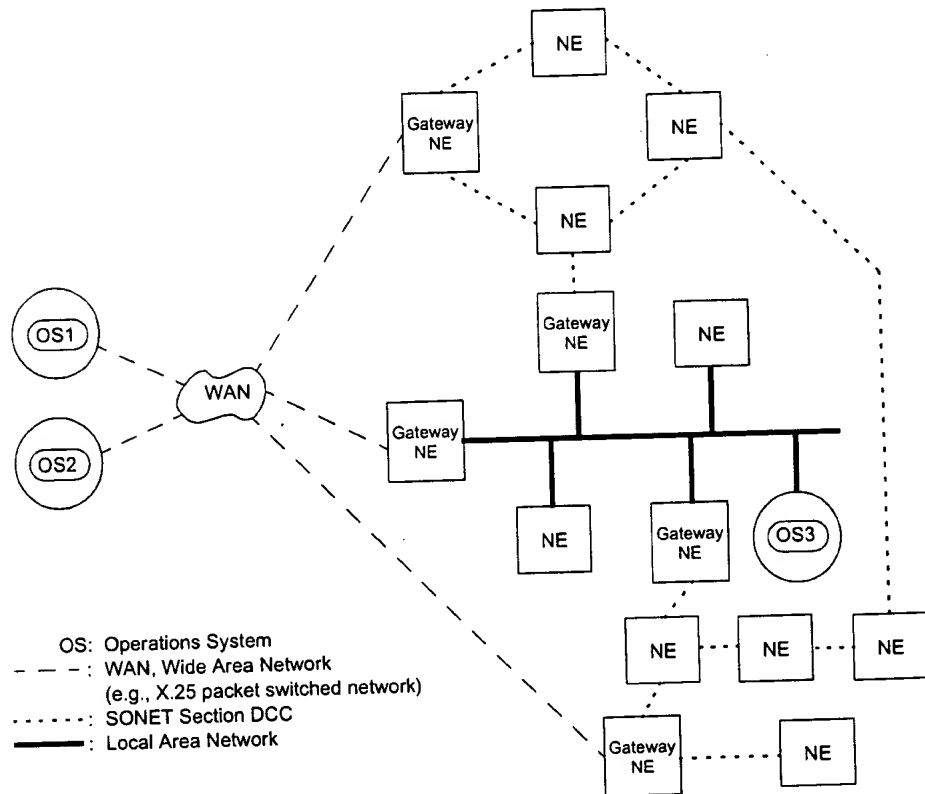 NE
Gateway
NE
NE
NE
Gateway
NE
NE
OS1
WAN
OS2
Gateway
NE
NE
Gateway
NE
OS3
OS: Operations System
NE
NE
NE
— — —: WAN, Wide Area Network
(e.g., X.25 packet switched network)
.......: SONET Section DCC
: Local Area Network
Gateway
NE
NE